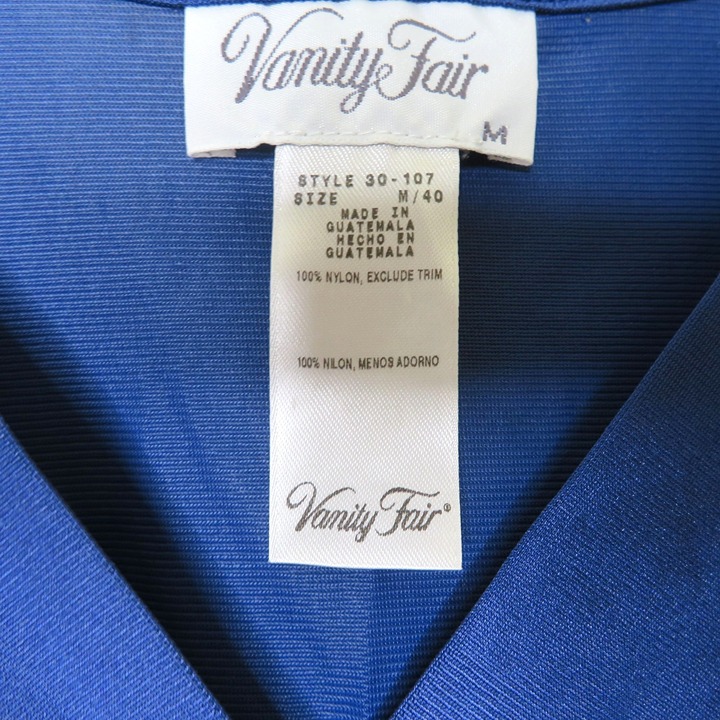 Vanity Fair
M
STYLE 30-107
SIZE M/40
MADE IN
GUATEMALA
HECHO EN
GUATEMALA
100% NYLON, EXCLUDE TRIM
100% NILON, MENOS ADORNO
Vanity Fair®